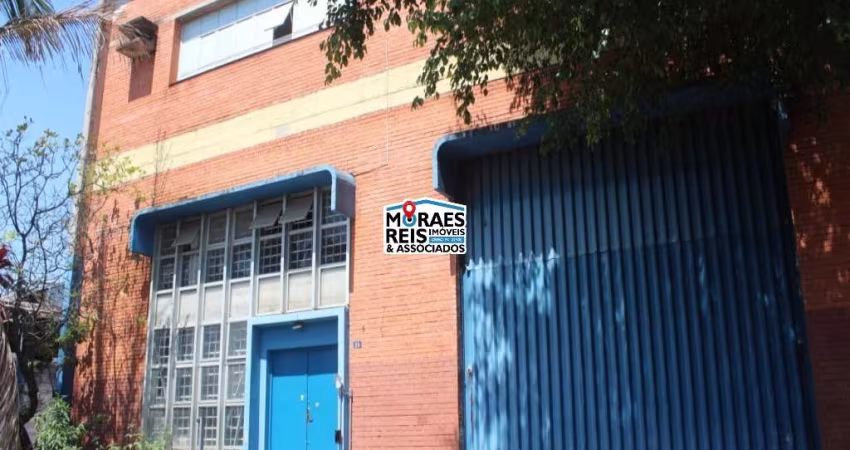 MORAES
REIS IMÓVEIS
& ASSOCIADOS